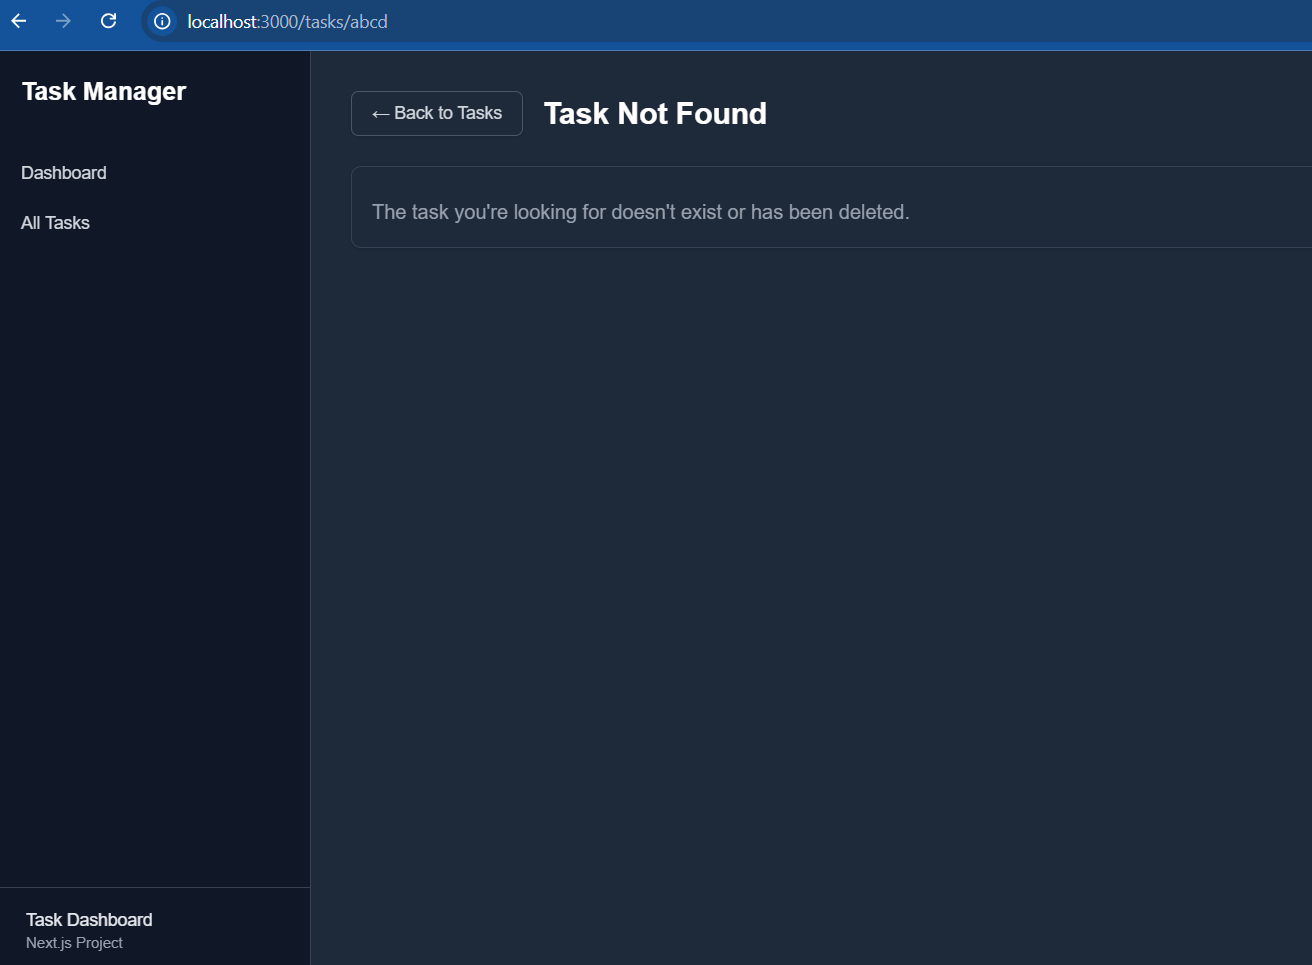 localhost:3000/tasks/abcd
Task Manager
Dashboard
All Tasks
← Back to Tasks
Task Not Found
The task you're looking for doesn't exist or has been deleted.
Task Dashboard
Next.js Project